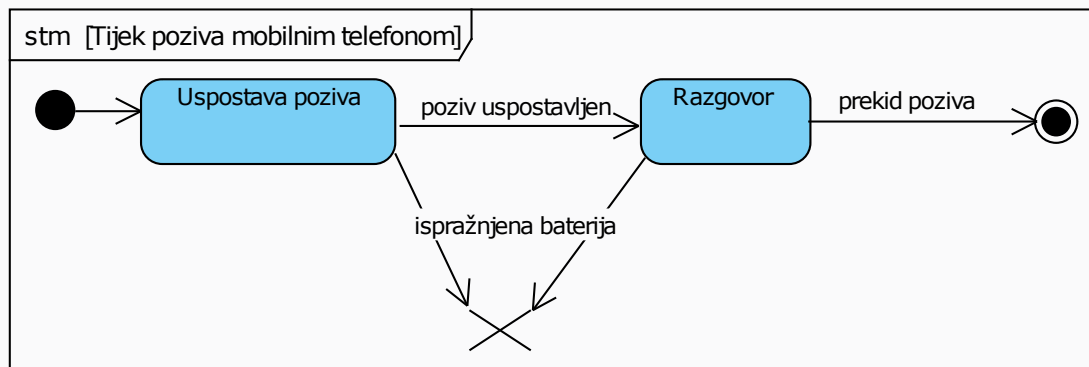 stm [Tijek poziva mobilnim telefonom]
Uspostava poziva
poziv uspostavljen
Razgovor
prekid poziva
ispražnjena baterija